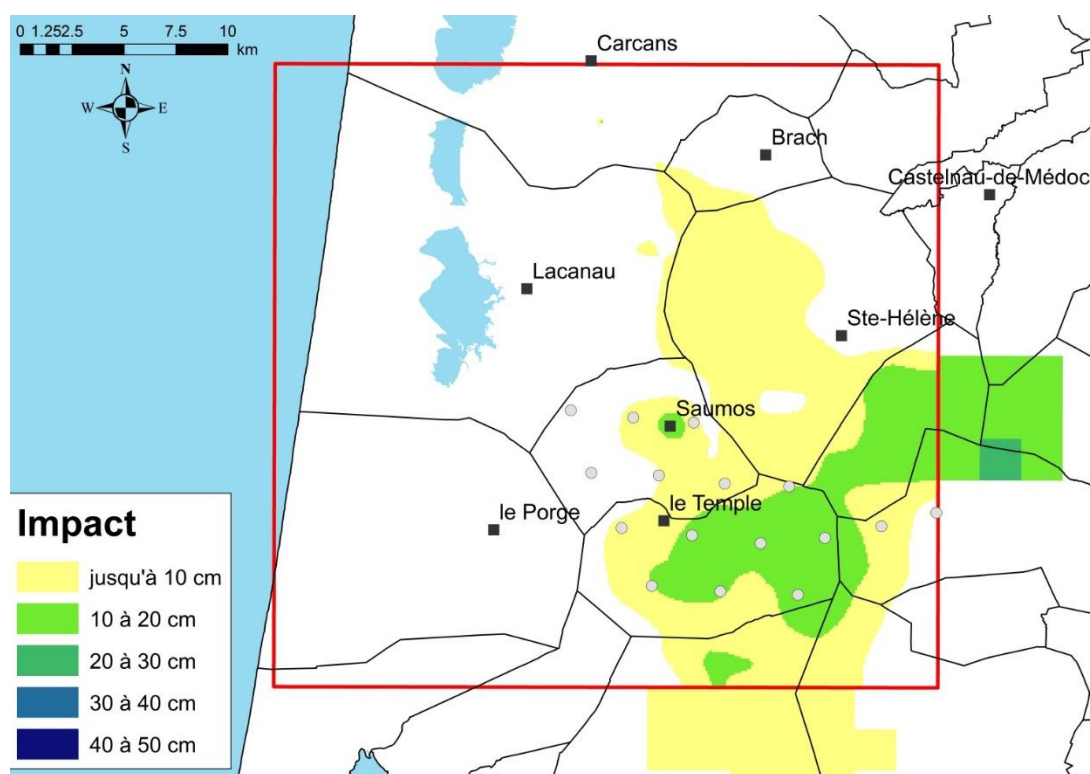 0 1.252.5 5 7.5 10
km
N
W E
S
Carcans
Brach
Castelnau-de-Médoc
Lacanau
Ste-Hélène
Saumos
le Porge
le Temple
Impact
jusqu'à 10 cm
10 à 20 cm
20 à 30 cm
30 à 40 cm
40 à 50 cm